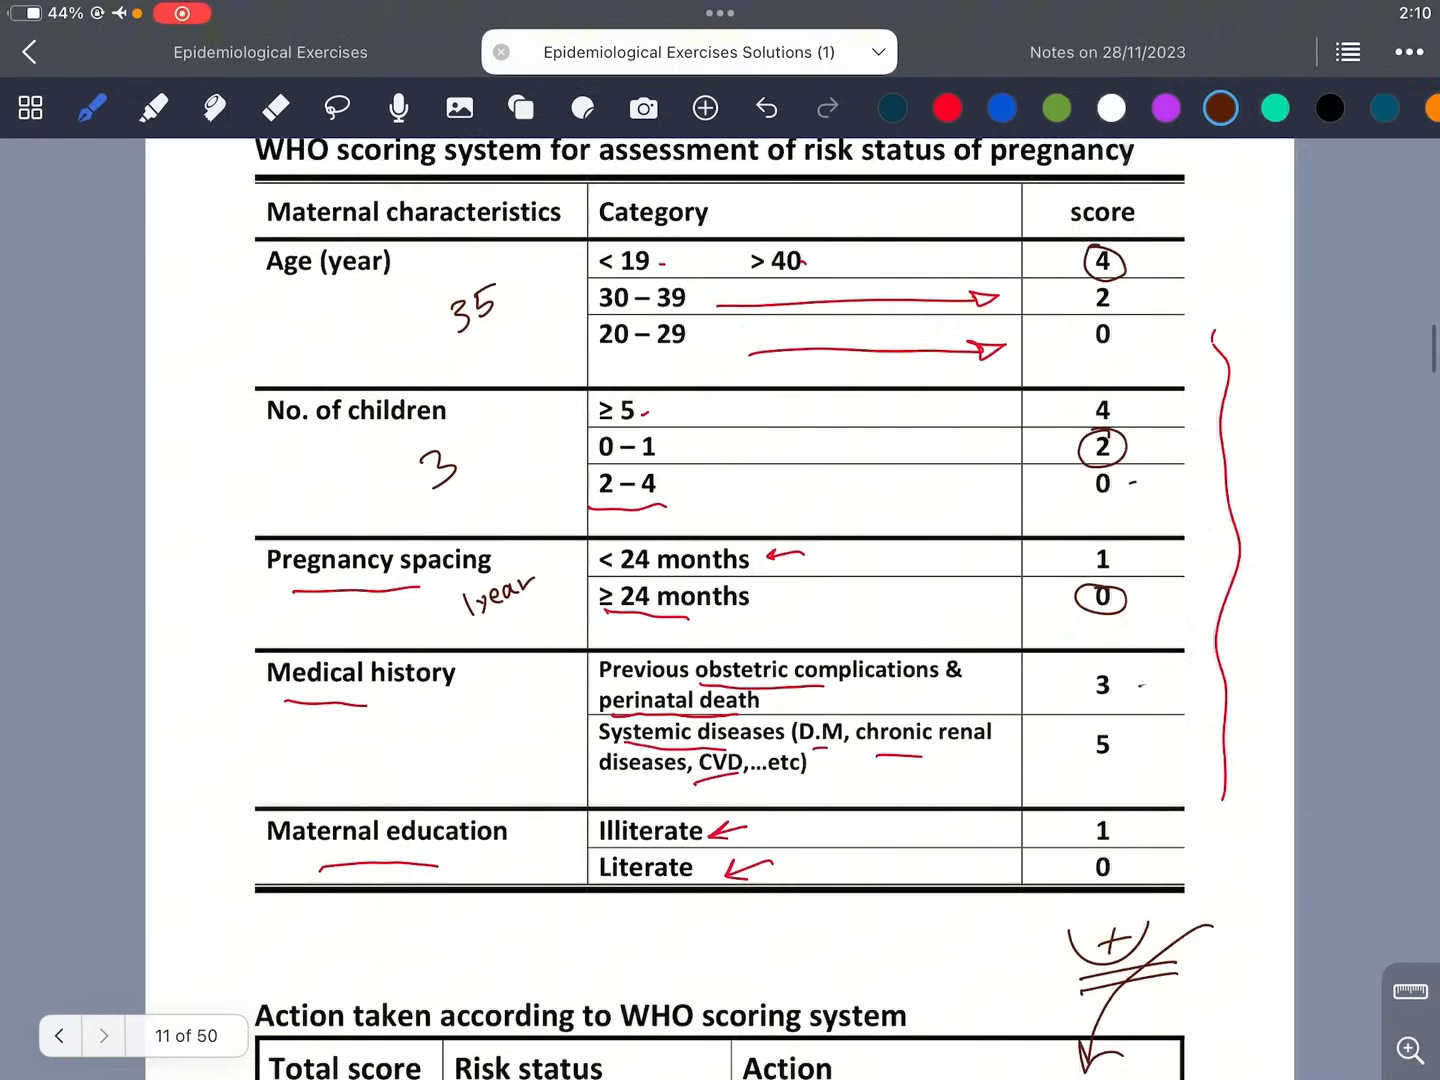 44%
2:10
Epidemiological Exercises
Epidemiological Exercises Solutions (1)
Notes on 28/11/2023
WHO scoring system for assessment of risk status of pregnancy
Maternal characteristics Category score
Age (year) < 19 > 40 4
35
30 – 39 2
20 – 29 0
No. of children ≥ 5 4
3
0 – 1 2
2 – 4 0
Pregnancy spacing < 24 months 1
1 year
≥ 24 months 0
Medical history Previous obstetric complications &
perinatal death 3
Systemic diseases (D.M, chronic renal
diseases, CVD,...etc) 5
Maternal education Illiterate 1
Literate 0
+
Action taken according to WHO scoring system
11 of 50
Total score Risk status Action